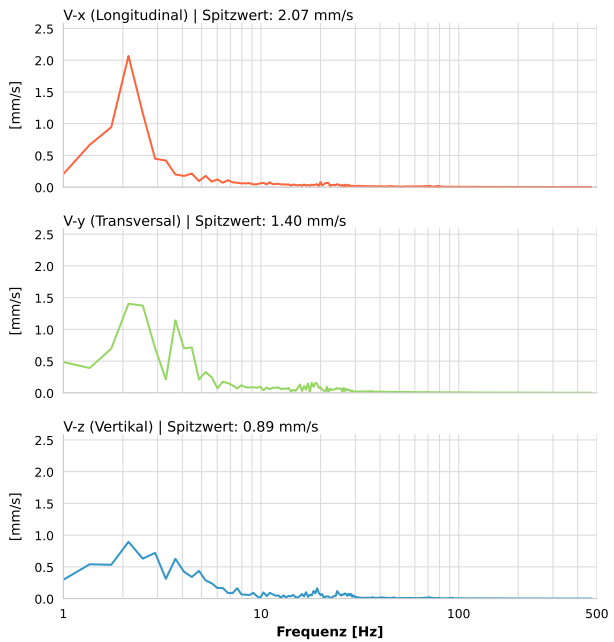 V-x (Longitudinal) | Spitzwert: 2.07 mm/s
2.5
2.0
1.5
1.0
0.5
0.0
[mm/s]
V-y (Transversal) | Spitzwert: 1.40 mm/s
2.5
2.0
1.5
1.0
0.5
0.0
[mm/s]
V-z (Vertikal) | Spitzwert: 0.89 mm/s
2.5
2.0
1.5
1.0
0.5
0.0
[mm/s]
1 10 100 500
Frequenz [Hz]